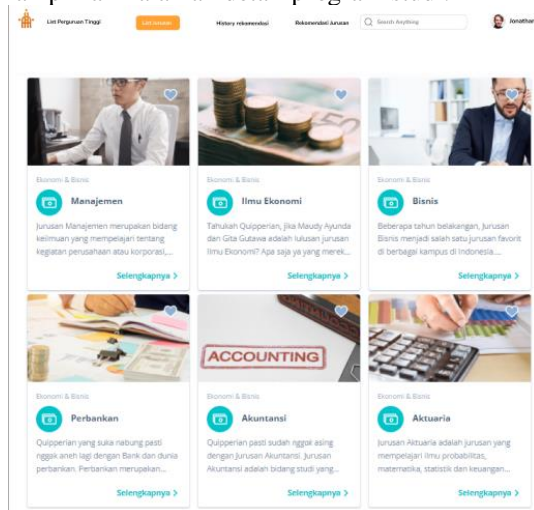 List Perguruan Tinggi
List Jurusan
History rekomendasi
Rekomendasi Jurusan
Search Anything
Jonathan
Ekonomi & Bisnis
Manajemen
Jurusan Manajemen merupakan bidang
keilmuan yang mempelajari tentang
kegiatan perusahaan atau korporasi,...
Selengkapnya >
Ekonomi & Bisnis
Ilmu Ekonomi
Tahukah Quipperian, jika Maudy Ayunda
dan Gita Gutawa adalah lulusan jurusan
Ilmu Ekonomi? Apa saja ya yang merek...
Selengkapnya >
Ekonomi & Bisnis
Bisnis
Beberapa tahun belakangan, Jurusan
Bisnis menjadi salah satu jurusan favorit
di berbagai kampus di Indonesia....
Selengkapnya >
Ekonomi & Bisnis
Perbankan
Quipperian yang suka nabung pasti
nggak aneh lagi dengan Bank dan dunia
perbankan. Perbankan merupakan...
Selengkapnya >
ACCOUNTING
Ekonomi & Bisnis
Akuntansi
Quipperian pasti sudah nggak asing
dengan Jurusan Akuntansi. Jurusan
Akuntansi adalah bidang studi yang...
Selengkapnya >
Ekonomi & Bisnis
Aktuaria
Jurusan Aktuaria adalah jurusan yang
mempelajari ilmu probabilitas,
matematika, statistik dan keuangan....
Selengkapnya >